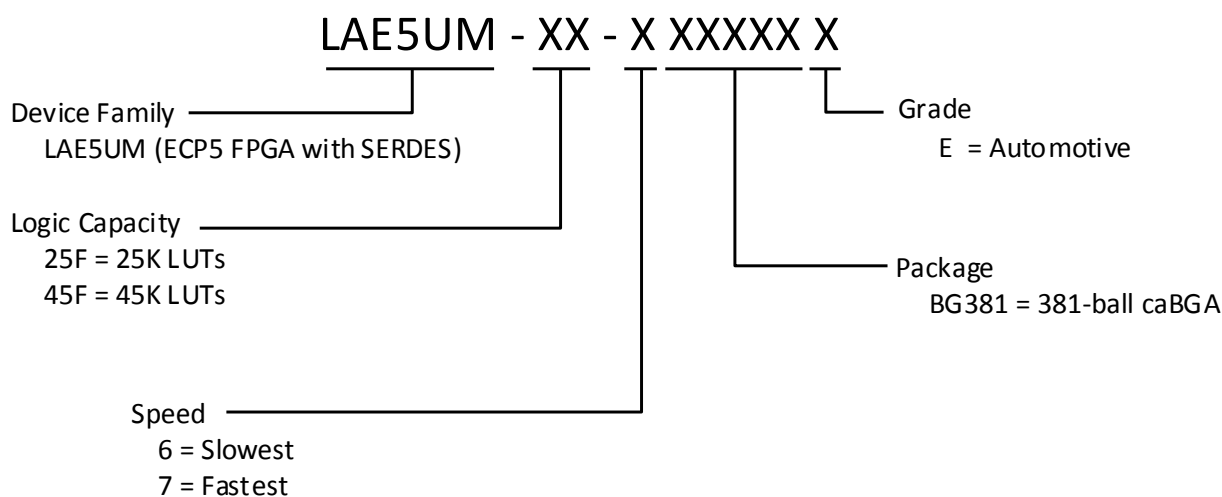 LAE5UM - XX - X XXXXX X
Device Family
LAE5UM (ECP5 FPGA with SERDES)
Logic Capacity
25F = 25K LUTs
45F = 45K LUTs
Speed
6 = Slowest
7 = Fastest
Grade
E = Automotive
Package
BG381 = 381-ball caBGA